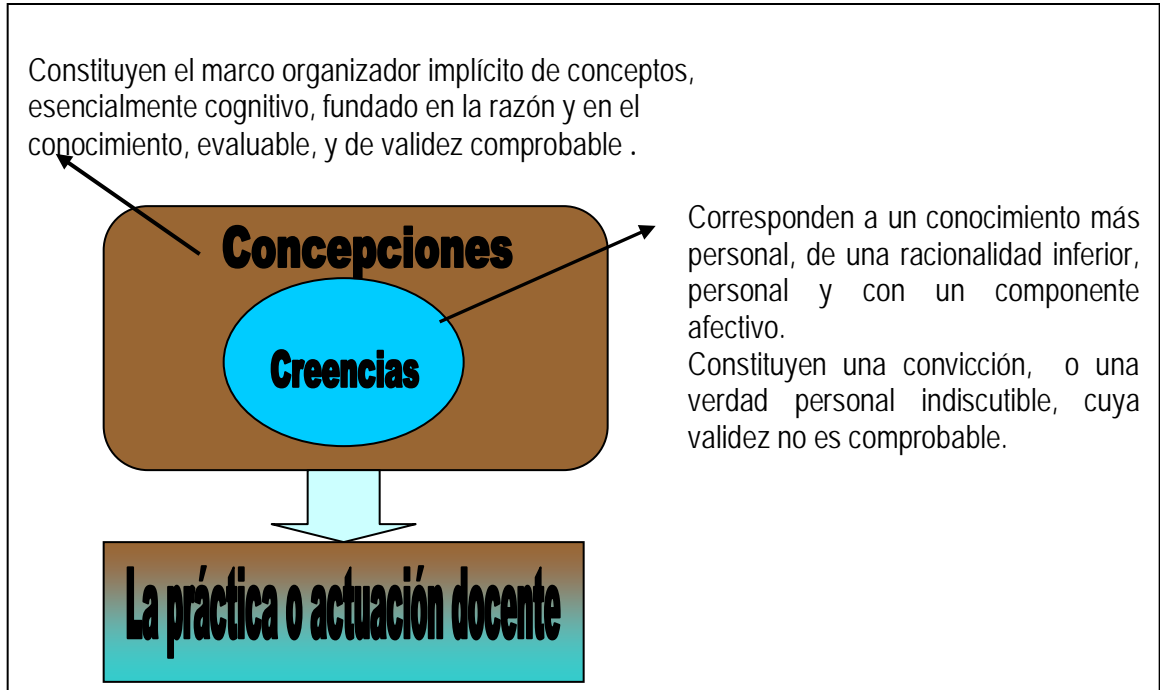 Constituyen el marco organizador implícito de conceptos,
esencialmente cognitivo, fundado en la razón y en el
conocimiento, evaluable, y de validez comprobable .
Concepciones
Creencias
Corresponden a un conocimiento más
personal, de una racionalidad inferior,
personal y con un componente
afectivo.
Constituyen una convicción, o una
verdad personal indiscutible, cuya
validez no es comprobable.
La práctica o actuación docente